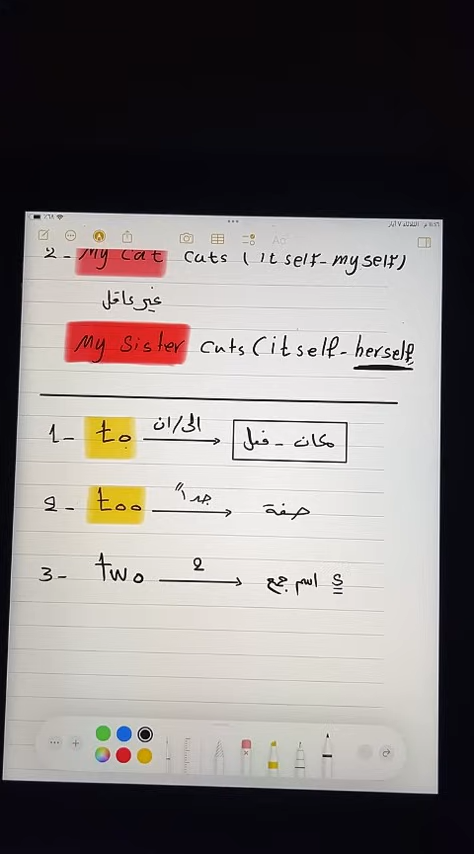 2- My cat cuts (itself-myself)
غير عاقل
My Sister cuts (itself-herself
1- to الى/ان مكان - فعل
2- too جدا" صفة
3- two 2 اسم جمع s